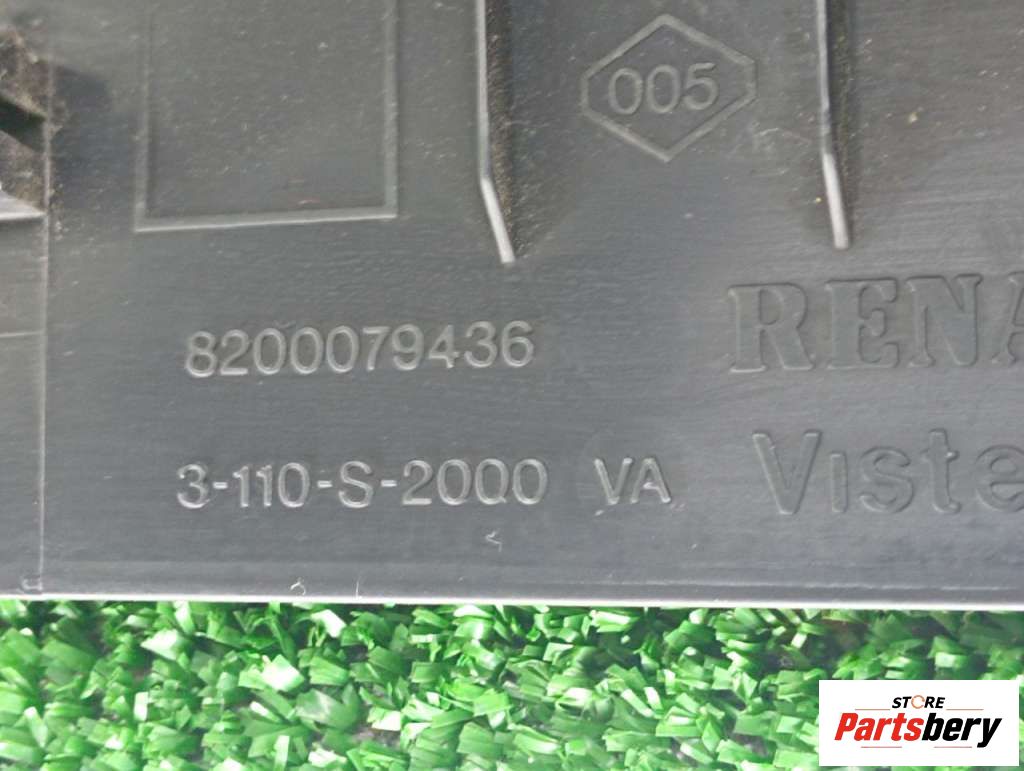 005
8200079436
RENA
3-110-S-2000 VA
Viste
STORE
Partsbery